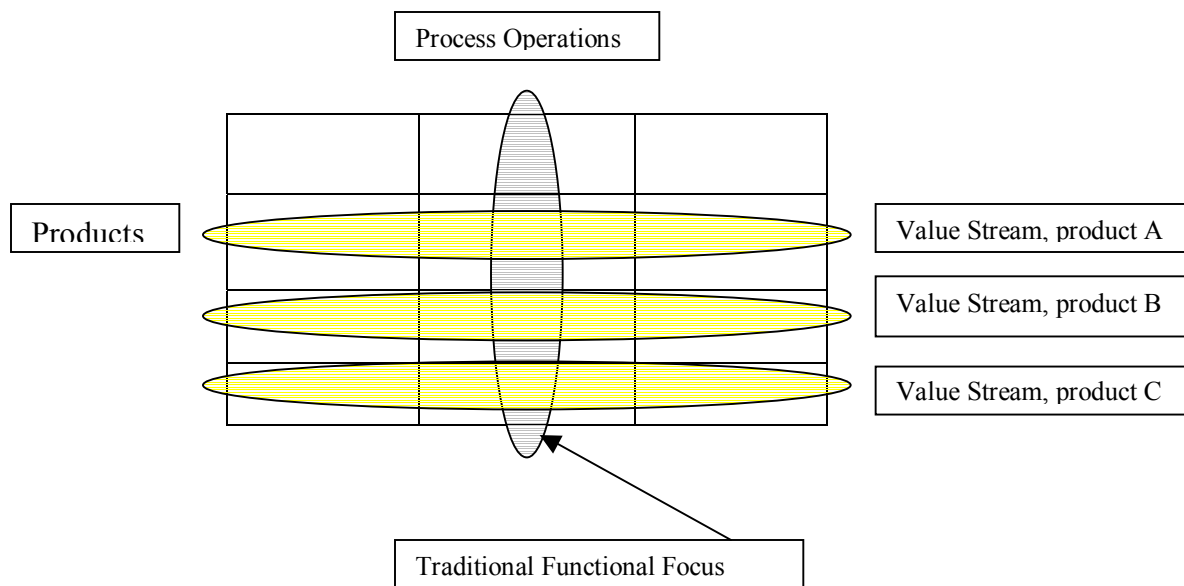 Process Operations
Products
Value Stream, product A
Value Stream, product B
Value Stream, product C
Traditional Functional Focus